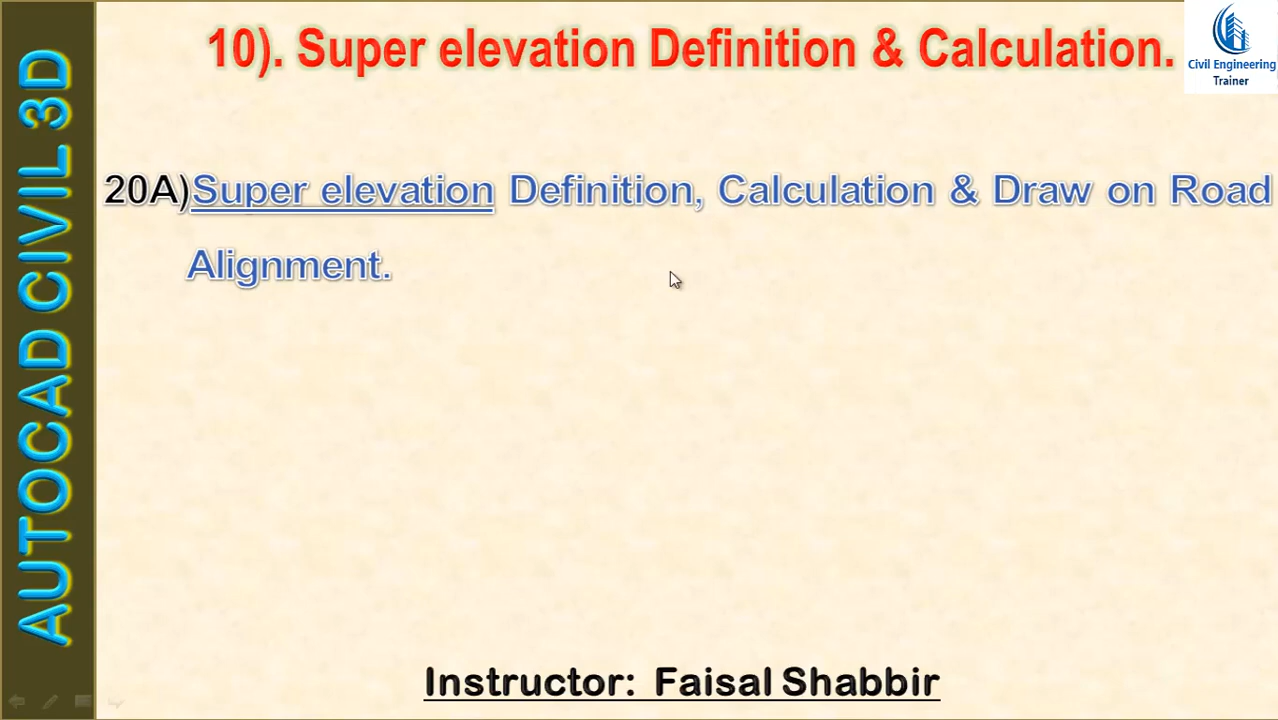 10). Super elevation Definition & Calculation.
Civil Engineering
Trainer
AUTOCAD CIVIL 3D
20A)Super elevation Definition, Calculation & Draw on Road
Alignment.
Instructor: Faisal Shabbir